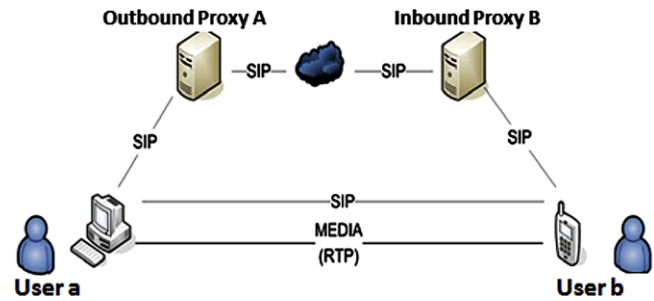 Outbound Proxy A
Inbound Proxy B
SIP
SIP
SIP
SIP
SIP
MEDIA
(RTP)
User a
User b